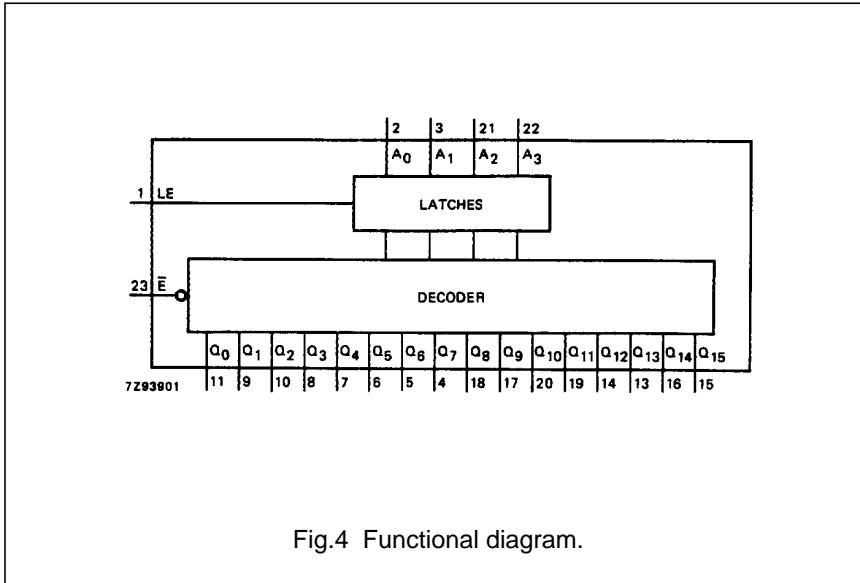 2 3 21 22
A0 A1 A2 A3
1 LE
LATCHES
23 E̅
DECODER
Q0 Q1 Q2 Q3 Q4 Q5 Q6 Q7 Q8 Q9 Q10 Q11 Q12 Q13 Q14 Q15
7Z93901 11 9 10 8 7 6 5 4 18 17 20 19 14 13 16 15
Fig.4 Functional diagram.